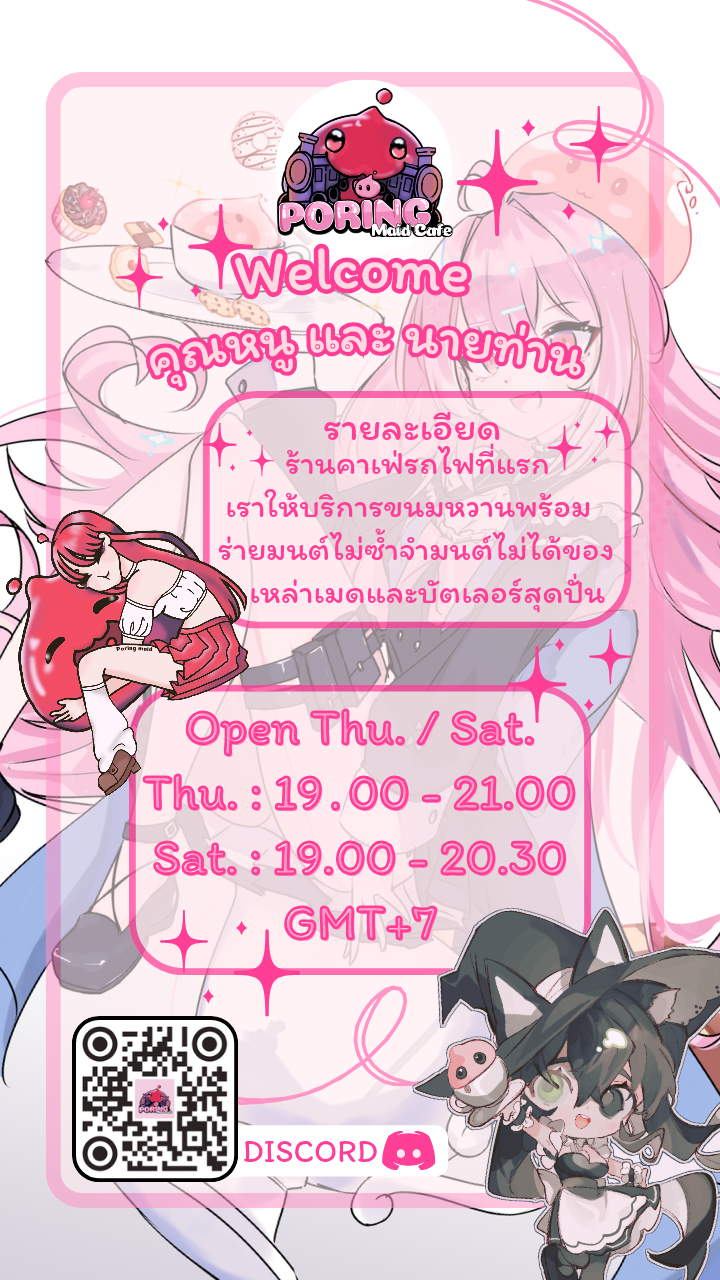 PORING
Maid Cafe
Welcome
คุณหนู และ นายท่าน
รายละเอียด
ร้านคาเฟ่รถไฟที่แรก
เราให้บริการขนมหวานพร้อม
ร่ายมนต์ไม่ซ้ำจำมนต์ไม่ได้ของ
เหล่าเมดและบัตเลอร์สุดปั่น
Poring maid
Open Thu. / Sat.
Thu. : 19.00 - 21.00
Sat. : 19.00 - 20.30
GMT+7
PORING
DISCORD